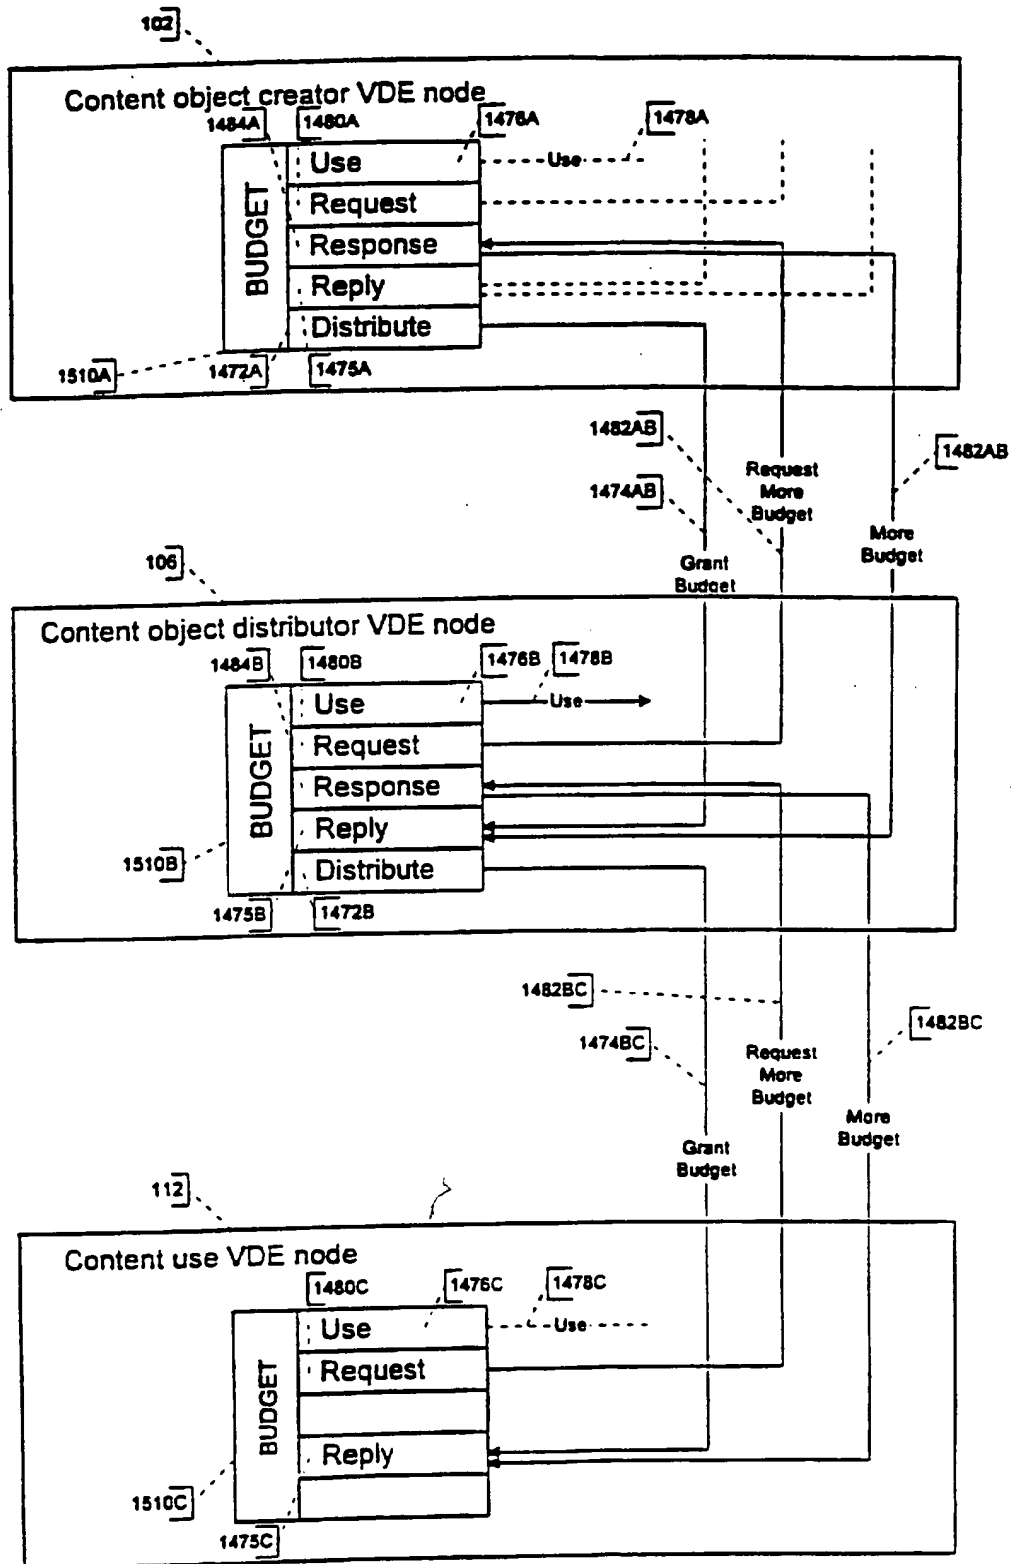 102
Content object creator VDE node
1484A
1480A
1476A
1478A
BUDGET
Use
Use
Request
Response
Reply
Distribute
1510A
1472A
1475A
1482AB
1474AB
Request
More
Budget
1482AB
More
Budget
Grant
Budget
106
Content object distributor VDE node
1484B
1480B
1476B
1478B
BUDGET
Use
Use
Request
Response
Reply
Distribute
1510B
1475B
1472B
1482BC
1474BC
Request
More
Budget
1482BC
More
Budget
Grant
Budget
112
Content use VDE node
1480C
1476C
1478C
BUDGET
Use
Use
Request
Reply
1510C
1475C